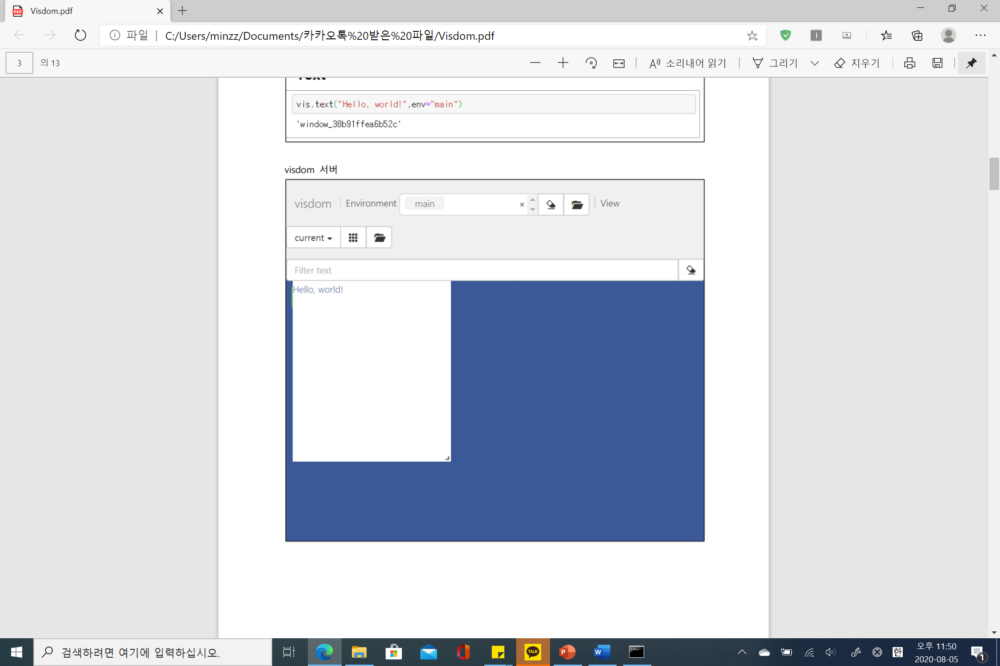 Visdom.pdf
파일 | C:/Users/minzz/Documents/카카오톡%20받은%20파일/Visdom.pdf
3 의 13
소리내어 읽기
그리기
지우기
Text
vis.text("Hello, world!",env="main")
'window_38b91ffea6b52c'
visdom 서버
visdom Environment main × View
current
Filter text
Hello, world!
검색하려면 여기에 입력하십시오.
TALK
한
오후 11:50
2020-08-05
1